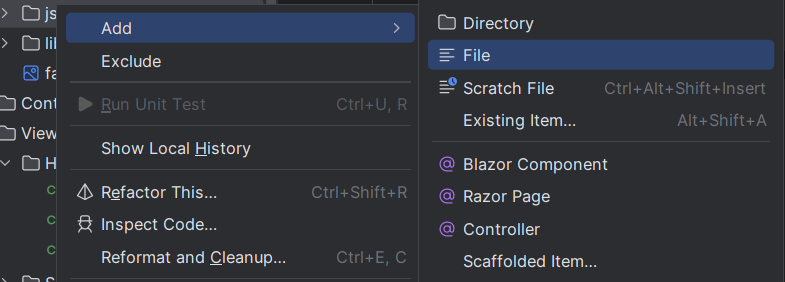 js
lil
fa
Cont
View
H
c
c
c
S
Add
Exclude
Run Unit Test Ctrl+U, R
Show Local History
Refactor This... Ctrl+Shift+R
Inspect Code...
Reformat and Cleanup... Ctrl+E, C
Directory
File
Scratch File Ctrl+Alt+Shift+Insert
Existing Item... Alt+Shift+A
@ Blazor Component
@ Razor Page
@ Controller
Scaffolded Item...